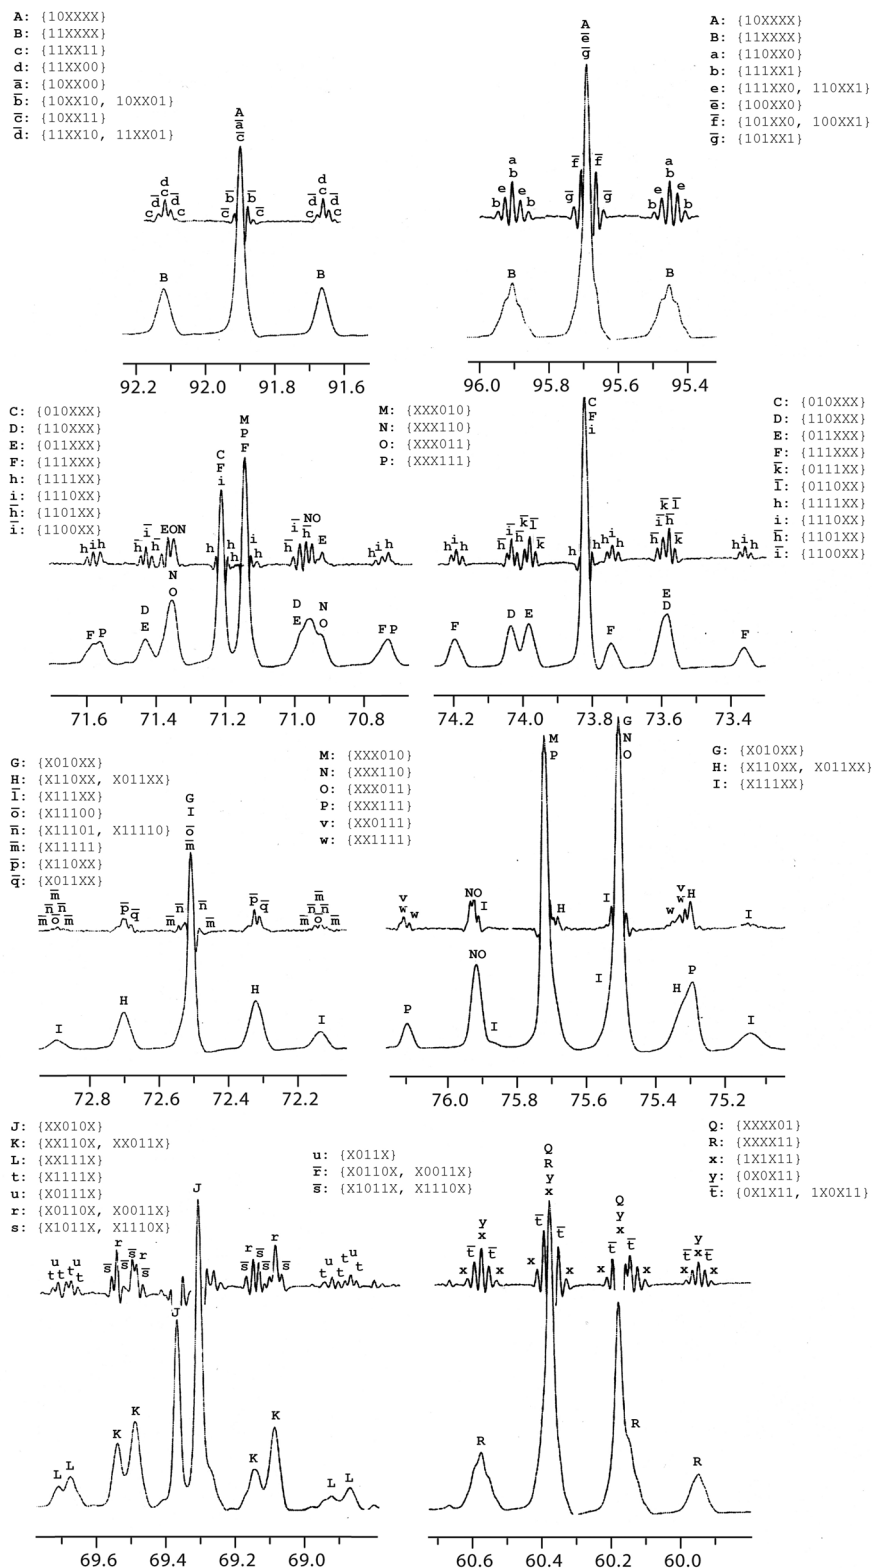 A: {10XXXX}
B: {11XXXX}
c: {11XX11}
d: {11XX00}
a̅: {10XX00}
b̅: {10XX10, 10XX01}
c̅: {10XX11}
d̅: {11XX10, 11XX01}
A
a̅
c̅
d
c
d̅ d̅
c c
b̅ b̅
c̅ c̅
d
c
d̅ d̅
c c
B
B
92.2 92.0 91.8 91.6
A: {10XXXX}
B: {11XXXX}
a: {110XX0}
b: {111XX1}
e: {111XX0, 110XX1}
e̅: {100XX0}
f̅: {101XX0, 100XX1}
g̅: {101XX1}
A
e̅
g̅
a
b
e e
b b
f̅ f̅
g̅ g̅
a
b
e e
b b
B
B
96.0 95.8 95.6 95.4
C: {010XXX}
D: {110XXX}
E: {011XXX}
F: {111XXX}
h: {1111XX}
i: {1110XX}
h̅: {1101XX}
i̅: {1100XX}
M: {XXX010}
N: {XXX110}
O: {XXX011}
P: {XXX111}
C
F
i
M
P
F
h i h
h̅ i̅ h̅
EON
h h
i
h
i̅
h̅ h̅
NO
E
h i h
F P
D
E
N
O
D
E
N
O
F P
71.6 71.4 71.2 71.0 70.8
C: {010XXX}
D: {110XXX}
E: {011XXX}
F: {111XXX}
k̅: {0111XX}
l̅: {0110XX}
h: {1111XX}
i: {1110XX}
h̅: {1101XX}
i̅: {1100XX}
C
F
i
h i h
h̅ i̅ h̅
k̅ l̅
k̅
h h i h
k̅ l̅
i̅ h̅
h̅ k̅
h i h
F
D E
F
E
D
F
74.2 74.0 73.8 73.6 73.4
G: {X010XX}
H: {X110XX, X011XX}
l̅: {X111XX}
o̅: {X11100}
n̅: {X11101, X11110}
m̅: {X11111}
p̅: {X110XX}
q̅: {X011XX}
G
I
o̅
m̅
m̅
n̅ n̅
m̅ o̅ m̅
p̅ q̅
n̅ n̅
m̅ m̅
p̅ q̅
m̅
n̅ n̅
m̅ o̅ m̅
I
H
H
I
72.8 72.6 72.4 72.2
M: {XXX010}
N: {XXX110}
O: {XXX011}
P: {XXX111}
v: {XX0111}
w: {XX1111}
G: {X010XX}
H: {X110XX, X011XX}
I: {X111XX}
M
P
G
N
O
v
w w
NO
I
H
I
v
w w H
I
P
NO
I
I
H P
I
76.0 75.8 75.6 75.4 75.2
J: {XX010X}
K: {XX110X, XX011X}
L: {XX111X}
t: {X1111X}
u: {X0111X}
r: {X0110X, X0011X}
s: {X1011X, X1110X}
u: {X011X}
r̅: {X0110X, X0011X}
s̅: {X1011X, X1110X}
J
u u
t t t
r
s̅ s̅
s̅ r
s̅
r
s̅ s̅
s̅ r
s̅
u u
t t t
J
L L
K K
K K
L L
69.6 69.4 69.2 69.0
Q: {XXXX01}
R: {XXXX11}
x: {1X1X11}
y: {0X0X11}
t̅: {0X1X11, 1X0X11}
Q
R
y
x
Q
y
x
y
x
t̅ t̅
x x
t̅ t̅
x x
t̅ t̅
x x
y
x
t̅ t̅
x x
R
R
R
60.6 60.4 60.2 60.0